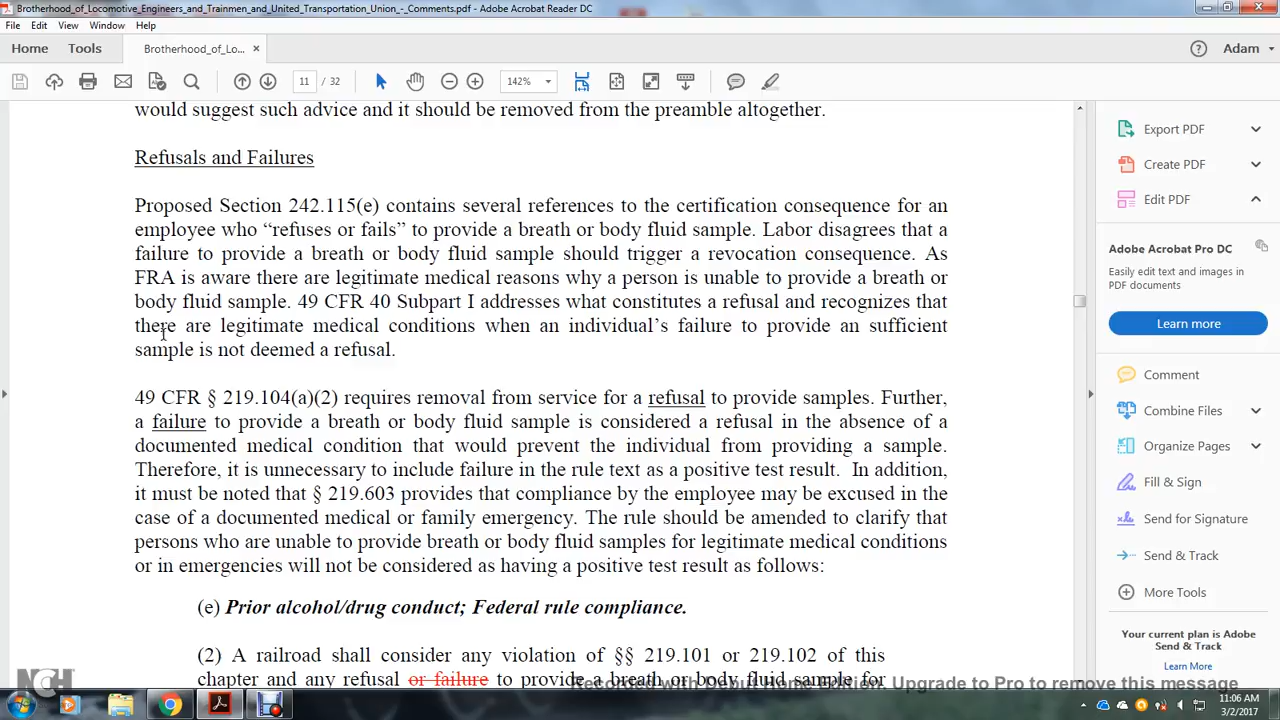 Brotherhood_of_Locomotive_Engineers_and_Trainmen_and_United_Transportation_Union_-_Comments.pdf - Adobe Acrobat Reader DC
File Edit View Window Help
Home Tools Brotherhood_of_Lo... × Adam
11 / 32 142%
would suggest such advice and it should be removed from the preamble altogether.
Refusals and Failures
Proposed Section 242.115(e) contains several references to the certification consequence for an
employee who “refuses or fails” to provide a breath or body fluid sample. Labor disagrees that a
failure to provide a breath or body fluid sample should trigger a revocation consequence. As
FRA is aware there are legitimate medical reasons why a person is unable to provide a breath or
body fluid sample. 49 CFR 40 Subpart I addresses what constitutes a refusal and recognizes that
there are legitimate medical conditions when an individual’s failure to provide an sufficient
sample is not deemed a refusal.
49 CFR § 219.104(a)(2) requires removal from service for a refusal to provide samples. Further,
a failure to provide a breath or body fluid sample is considered a refusal in the absence of a
documented medical condition that would prevent the individual from providing a sample.
Therefore, it is unnecessary to include failure in the rule text as a positive test result. In addition,
it must be noted that § 219.603 provides that compliance by the employee may be excused in the
case of a documented medical or family emergency. The rule should be amended to clarify that
persons who are unable to provide breath or body fluid samples for legitimate medical conditions
or in emergencies will not be considered as having a positive test result as follows:
(e) Prior alcohol/drug conduct; Federal rule compliance.
(2) A railroad shall consider any violation of §§ 219.101 or 219.102 of this
chapter and any refusal or failure to provide a breath or body fluid sample for
Export PDF
Create PDF
Edit PDF
Adobe Acrobat Pro DC
Easily edit text and images in
PDF documents
Learn more
Comment
Combine Files
Organize Pages
Fill & Sign
Send for Signature
Send & Track
More Tools
Your current plan is Adobe
Send & Track
Learn More
NCH
Upgrade to Pro to remove this message
11:06 AM
3/2/2017